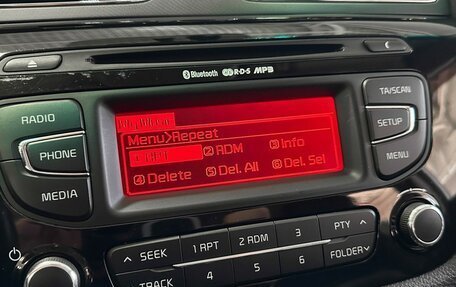 Bluetooth R·D·S MP3
RADIO
PHONE
MEDIA
TA/SCAN
SETUP
MENU
Menu>Repeat
2 RDM 3 Info
4 Delete 5 Del. All 6 Del. Sel
SEEK
1 RPT
2 RDM
3
PTY
TRACK
4
5
6
FOLDER